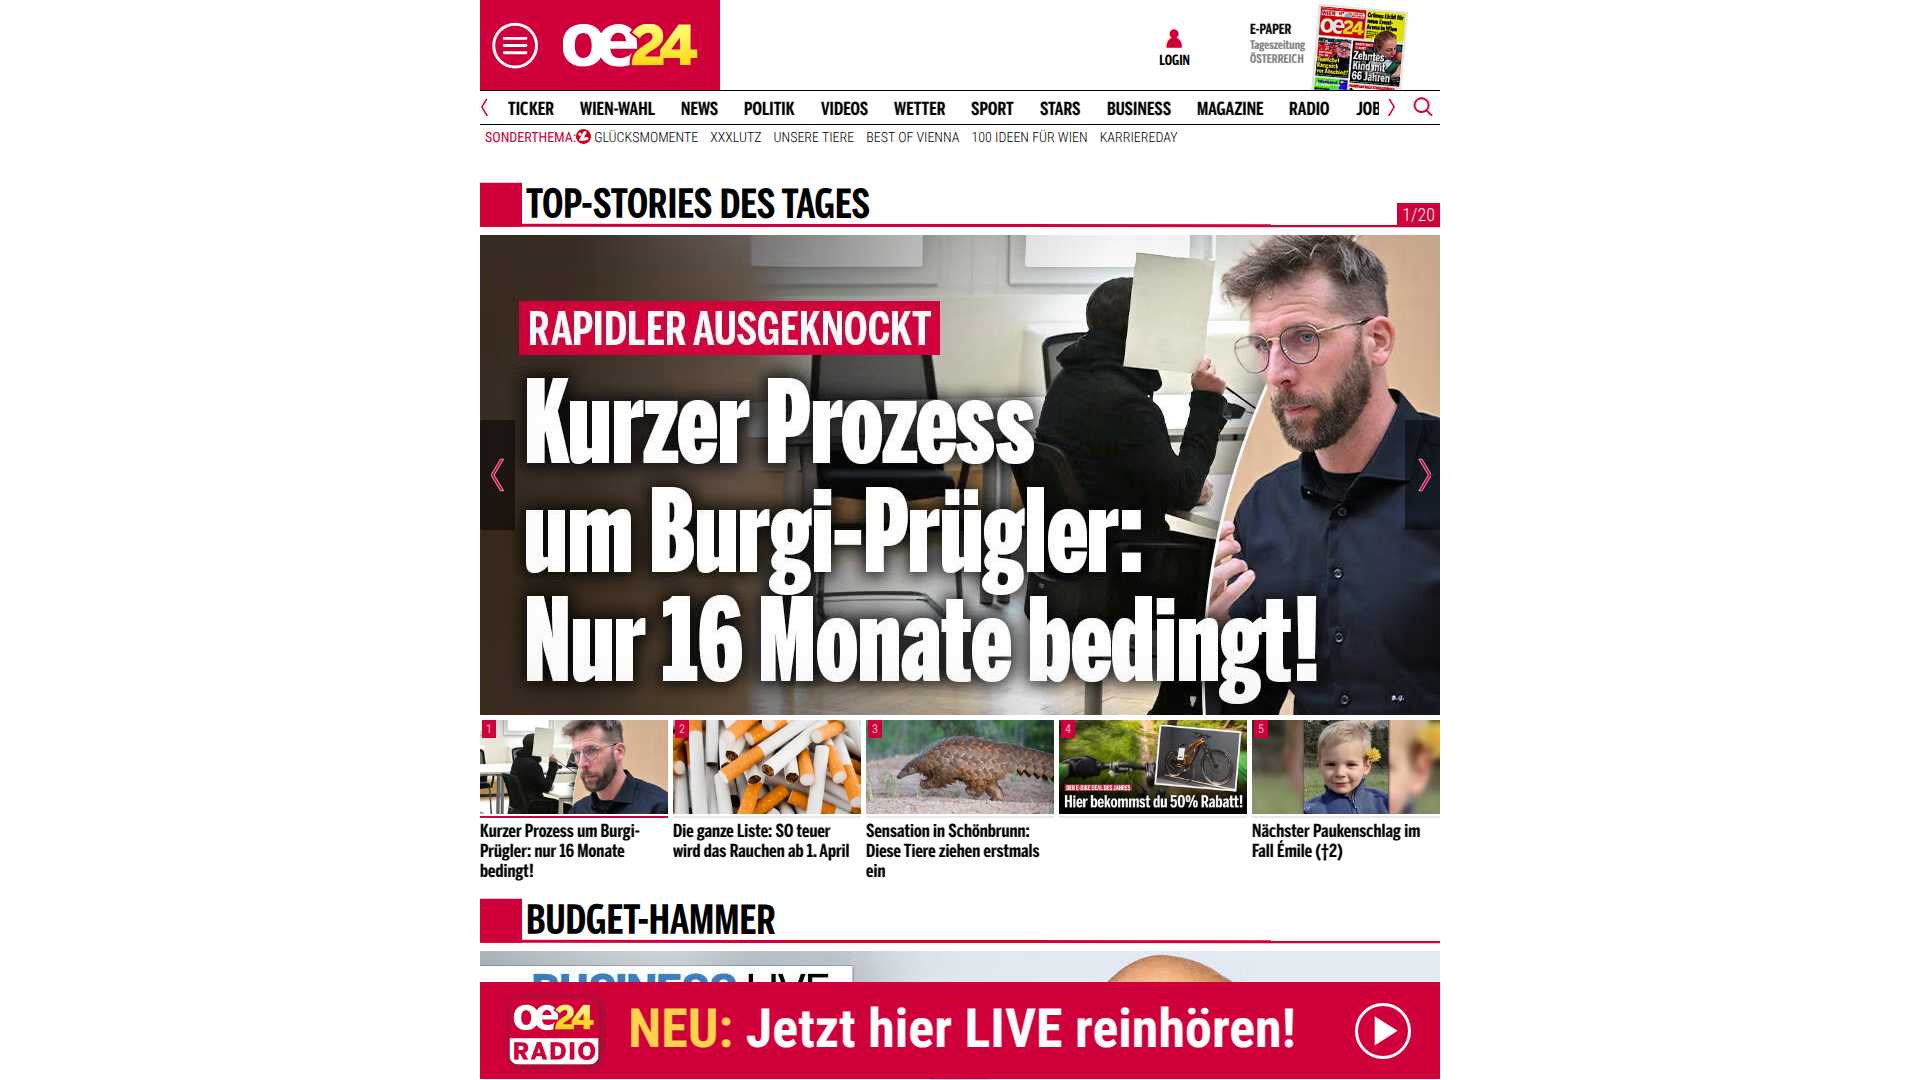 oe24
LOGIN
E-PAPER
Tageszeitung
ÖSTERREICH
oe24
Zehntes
Kind mit
66 Jahren
TICKER WIEN-WAHL NEWS POLITIK VIDEOS WETTER SPORT STARS BUSINESS MAGAZINE RADIO JOB
SONDERTHEMA: GLÜCKSMOMENTE XXXLUTZ UNSERE TIERE BEST OF VIENNA 100 IDEEN FÜR WIEN KARRIEREDAY
TOP-STORIES DES TAGES
1/20
RAPIDLER AUSGEKNOCKT
Kurzer Prozess
um Burgi-Prügler:
Nur 16 Monate bedingt!
1
2
3
4
5
DER E-BIKE DEAL DES JAHRES
Hier bekommst du 50% Rabatt!
Kurzer Prozess um Burgi-
Prügler: nur 16 Monate
bedingt!
Die ganze Liste: SO teuer
wird das Rauchen ab 1. April
Sensation in Schönbrunn:
Diese Tiere ziehen erstmals
ein
Nächster Paukenschlag im
Fall Émile (†2)
BUDGET-HAMMER
BUSINESS LIVE
oe24
RADIO
NEU: Jetzt hier LIVE reinhören!